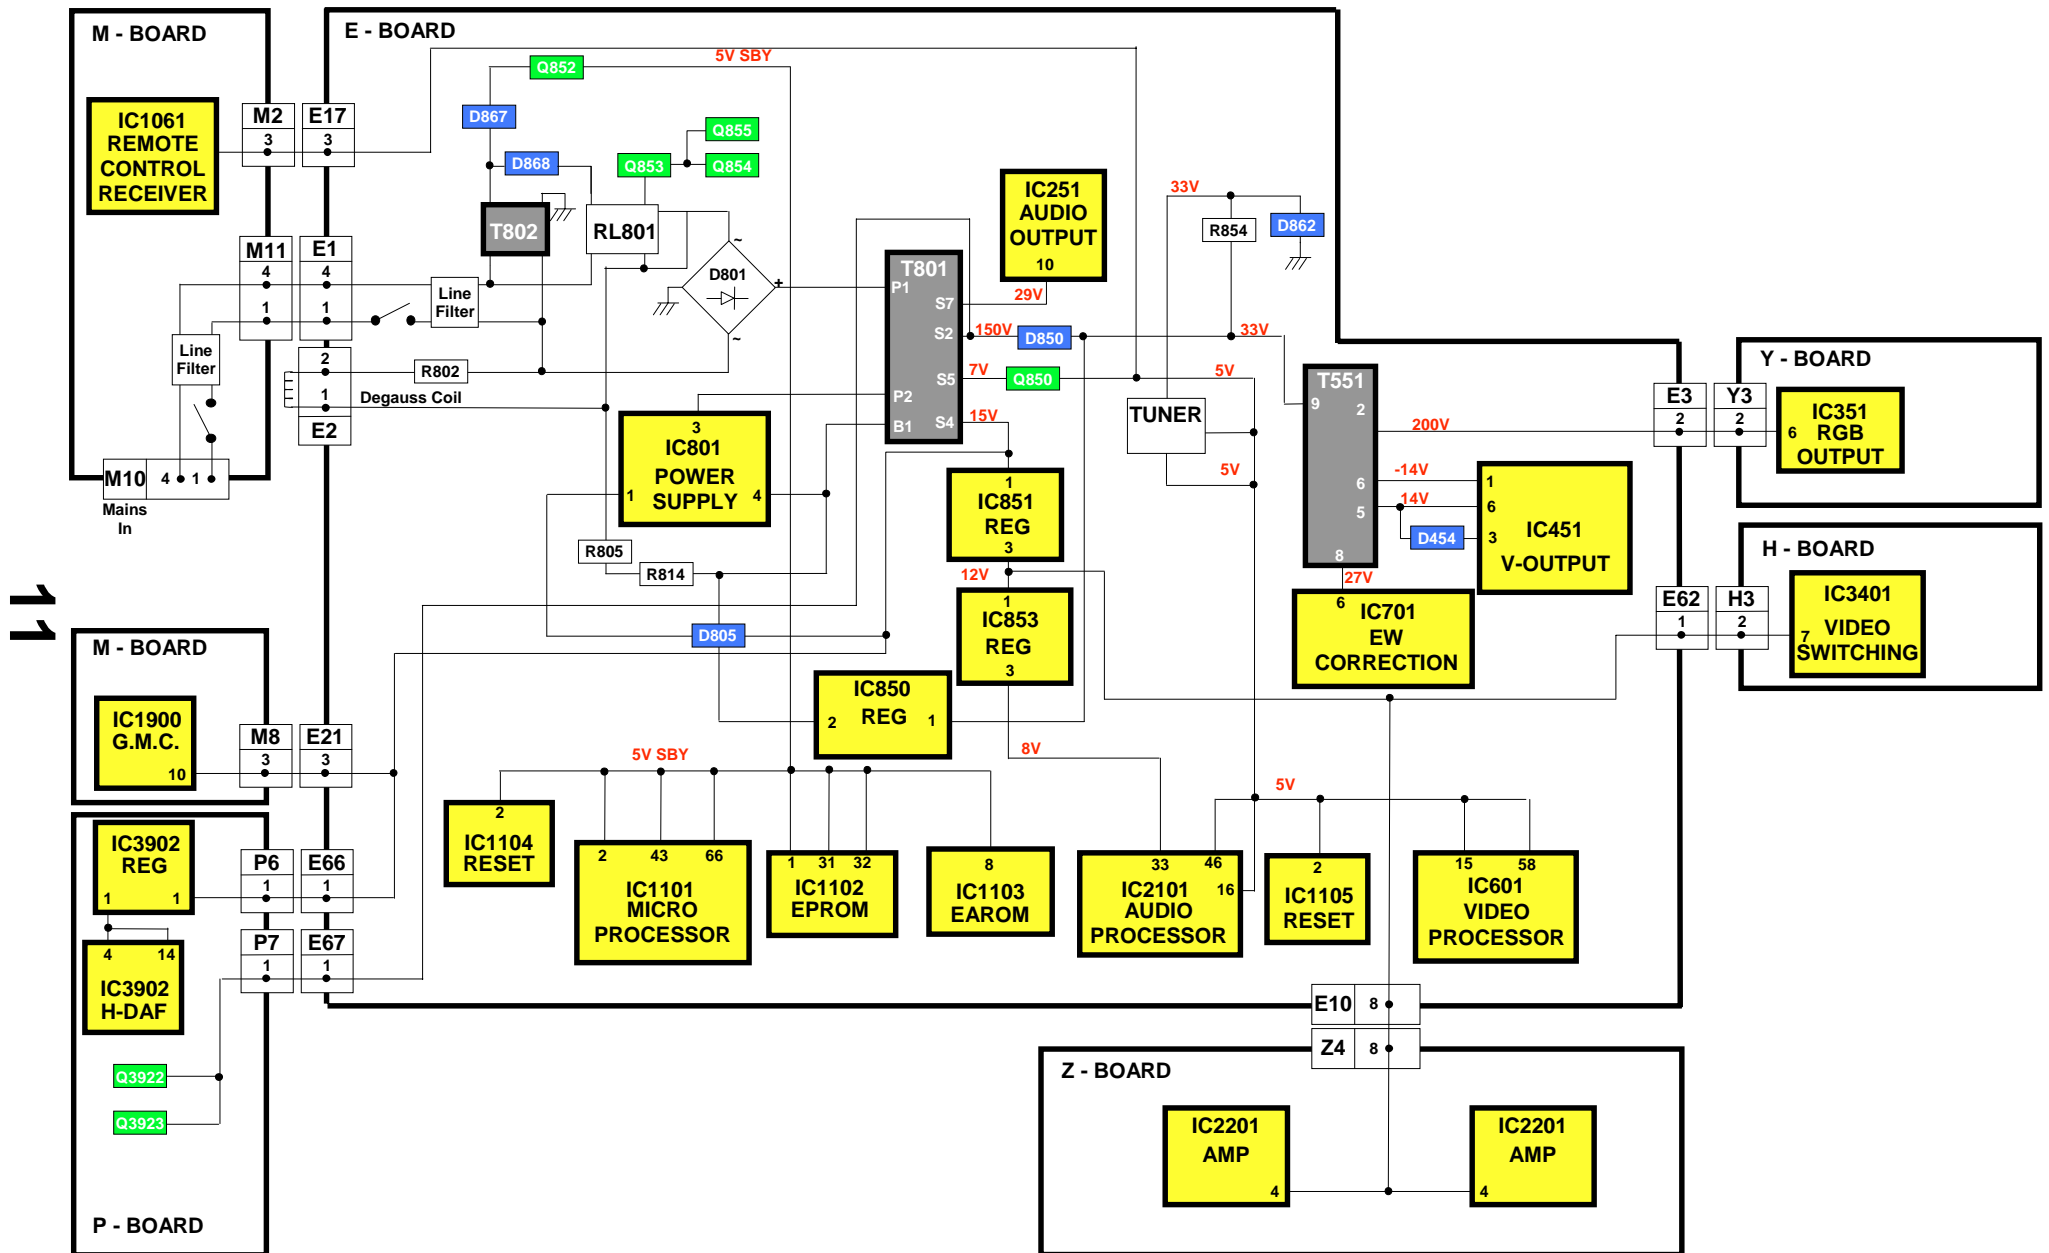 M - BOARD
E - BOARD
5V SBY
Q852
IC1061
REMOTE
CONTROL
RECEIVER
M2
3
E17
3
D867
D868
Q855
Q853
Q854
T802
RL801
M11
4
1
E1
4
1
Line
Filter
D801
~
+
~
IC251
AUDIO
OUTPUT
10
29V
33V
R854
D862
T801
P1
S7
S2
S5
P2
S4
B1
150V
D850
33V
7V
Q850
5V
15V
TUNER
5V
Line
Filter
2
1
E2
R802
Degauss Coil
M10
4
1
Mains
In
3
IC801
POWER
SUPPLY
1
4
T551
9
2
6
5
8
200V
-14V
14V
D454
27V
E3
2
Y3
2
Y - BOARD
IC351
6
RGB
OUTPUT
1
6
3
IC451
V-OUTPUT
1
IC851
REG
3
12V
1
IC853
REG
3
R805
R814
D805
6
IC701
EW
CORRECTION
E62
1
H3
2
H - BOARD
IC3401
VIDEO
7
SWITCHING
11
M - BOARD
IC1900
G.M.C.
10
M8
3
E21
3
IC850
REG
2
1
8V
5V SBY
5V
2
IC1104
RESET
2
43
66
IC1101
MICRO
PROCESSOR
1
31
32
IC1102
EPROM
8
IC1103
EAROM
33
46
16
IC2101
AUDIO
PROCESSOR
2
IC1105
RESET
15
58
IC601
VIDEO
PROCESSOR
IC3902
REG
1
1
P6
1
E66
1
P7
1
E67
1
4
14
IC3902
H-DAF
Q3922
Q3923
P - BOARD
E10
8
Z4
8
Z - BOARD
IC2201
AMP
4
IC2201
AMP
4